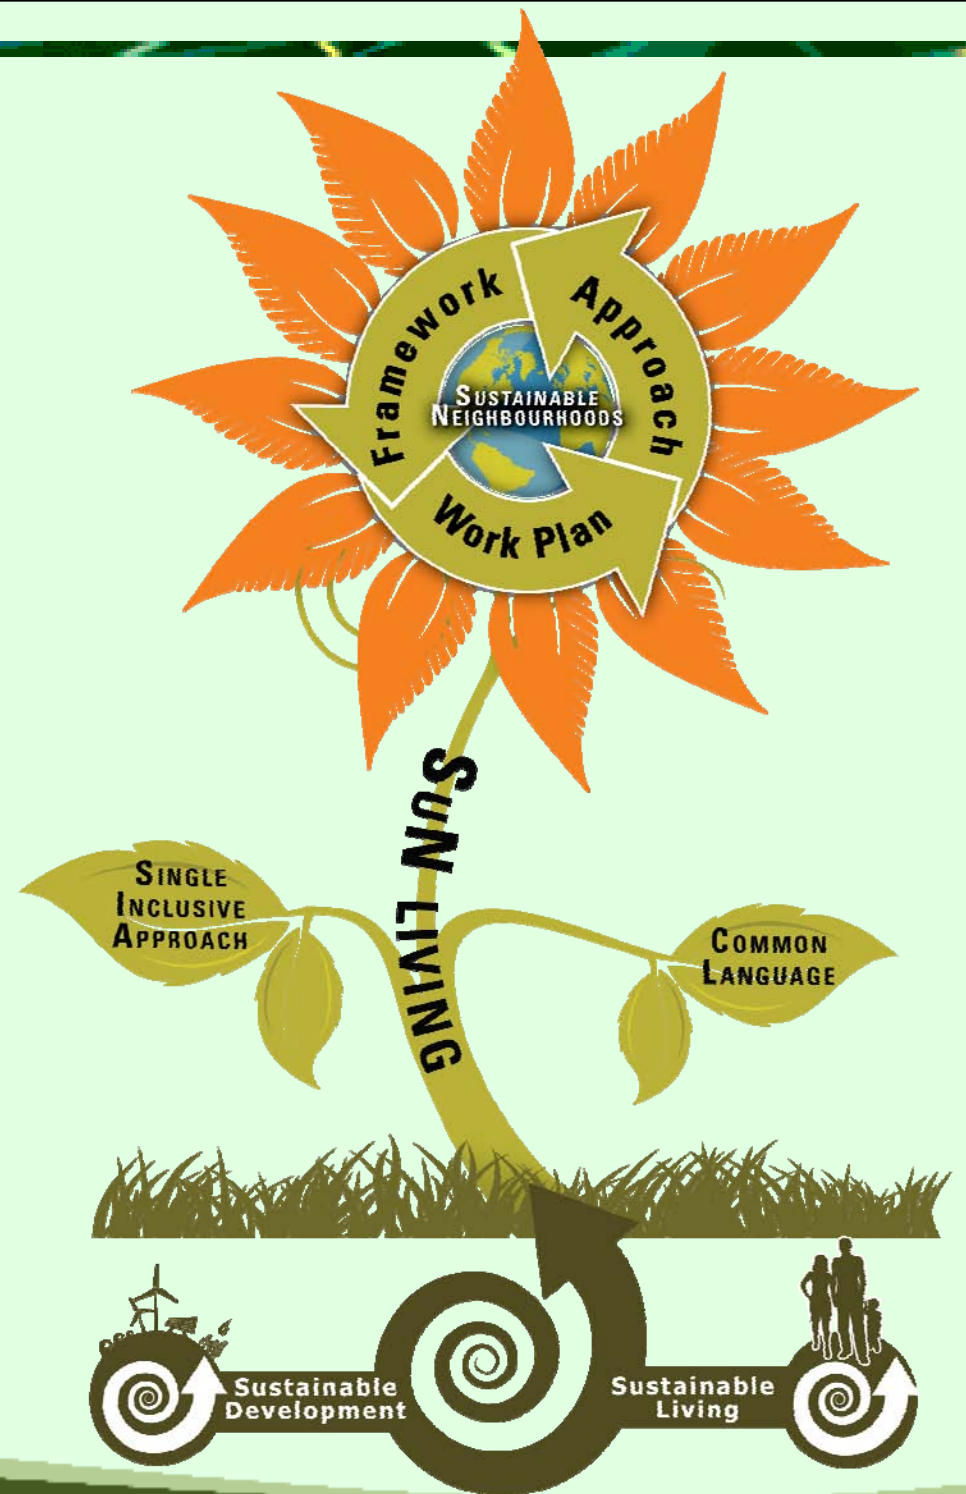 Framework
Approach
SUSTAINABLE
NEIGHBOURHOODS
Work Plan
SuN LIVING
SINGLE
INCLUSIVE
APPROACH
COMMON
LANGUAGE
Sustainable
Development
Sustainable
Living